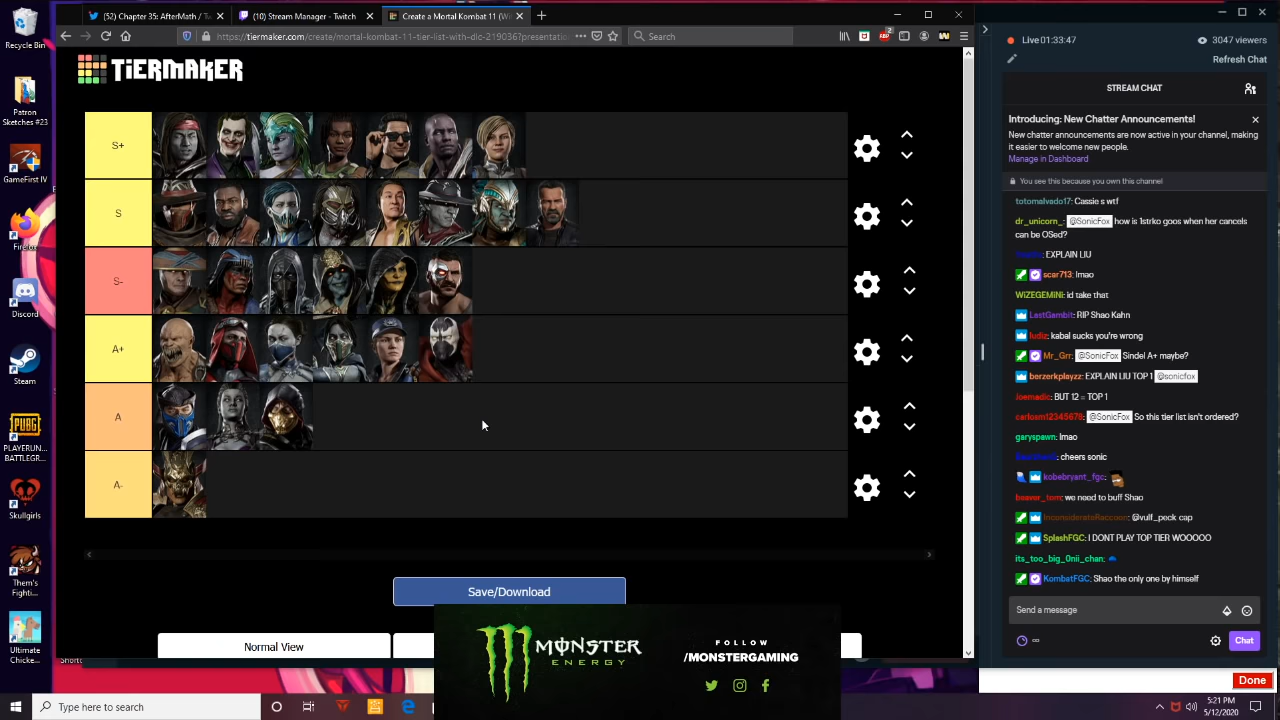 Recycle Bin
Patron
Sketches #23
GameFirst IV
Firefox
Discord
Steam
PLAYERUN...
BATTLEGR...
Skullgirls
Them's
Fighti...
Ultimate
Chicke...
(52) Chapter 35: AfterMath / T...
(10) Stream Manager - Twitch
Create a Mortal Kombat 11 (Wi
https://tiermaker.com/create/mortal-kombat-11-tier-list-with-dlc-219036?presentatio
Search
TiERMAKER
S+
S
S-
A+
A
A-
Save/Download
Normal View
MONSTER
ENERGY
FOLLOW
/MONSTERGAMING
Live 01:33:47
3047 viewers
Refresh Chat
STREAM CHAT
Introducing: New Chatter Announcements!
New chatter announcements are now active in your channel, making
it easier to welcome new people.
Manage in Dashboard
You see this because you own this channel
totomalvado17: Cassie s wtf
dr_unicorn_: @SonicFox how is 1strko goos when her cancels
can be OSed?
: EXPLAIN LIU
scar713: lmao
WiZEGEMiNi: id take that
LastGambit: RIP Shao Kahn
ludiz: kabal sucks you're wrong
Mr_Grr: @SonicFox Sindel A+ maybe?
berzerkplayzz: EXPLAIN LIU TOP 1 @sonicfox
Joemadic: BUT 12 = TOP 1
carlosm12345679: @SonicFox So this tier list isn't ordered?
garyspawn: lmao
: cheers sonic
kobebryant_fgc:
beaver_tom: we need to buff Shao
InconsiderateRaccoon: @vulf_peck cap
SplashFGC: I DONT PLAY TOP TIER WOOOOO
its_too_big_0nii_chan:
KombatFGC: Shao the only one by himself
Send a message
Chat
Done
Type here to search
5:21 PM
5/12/2020